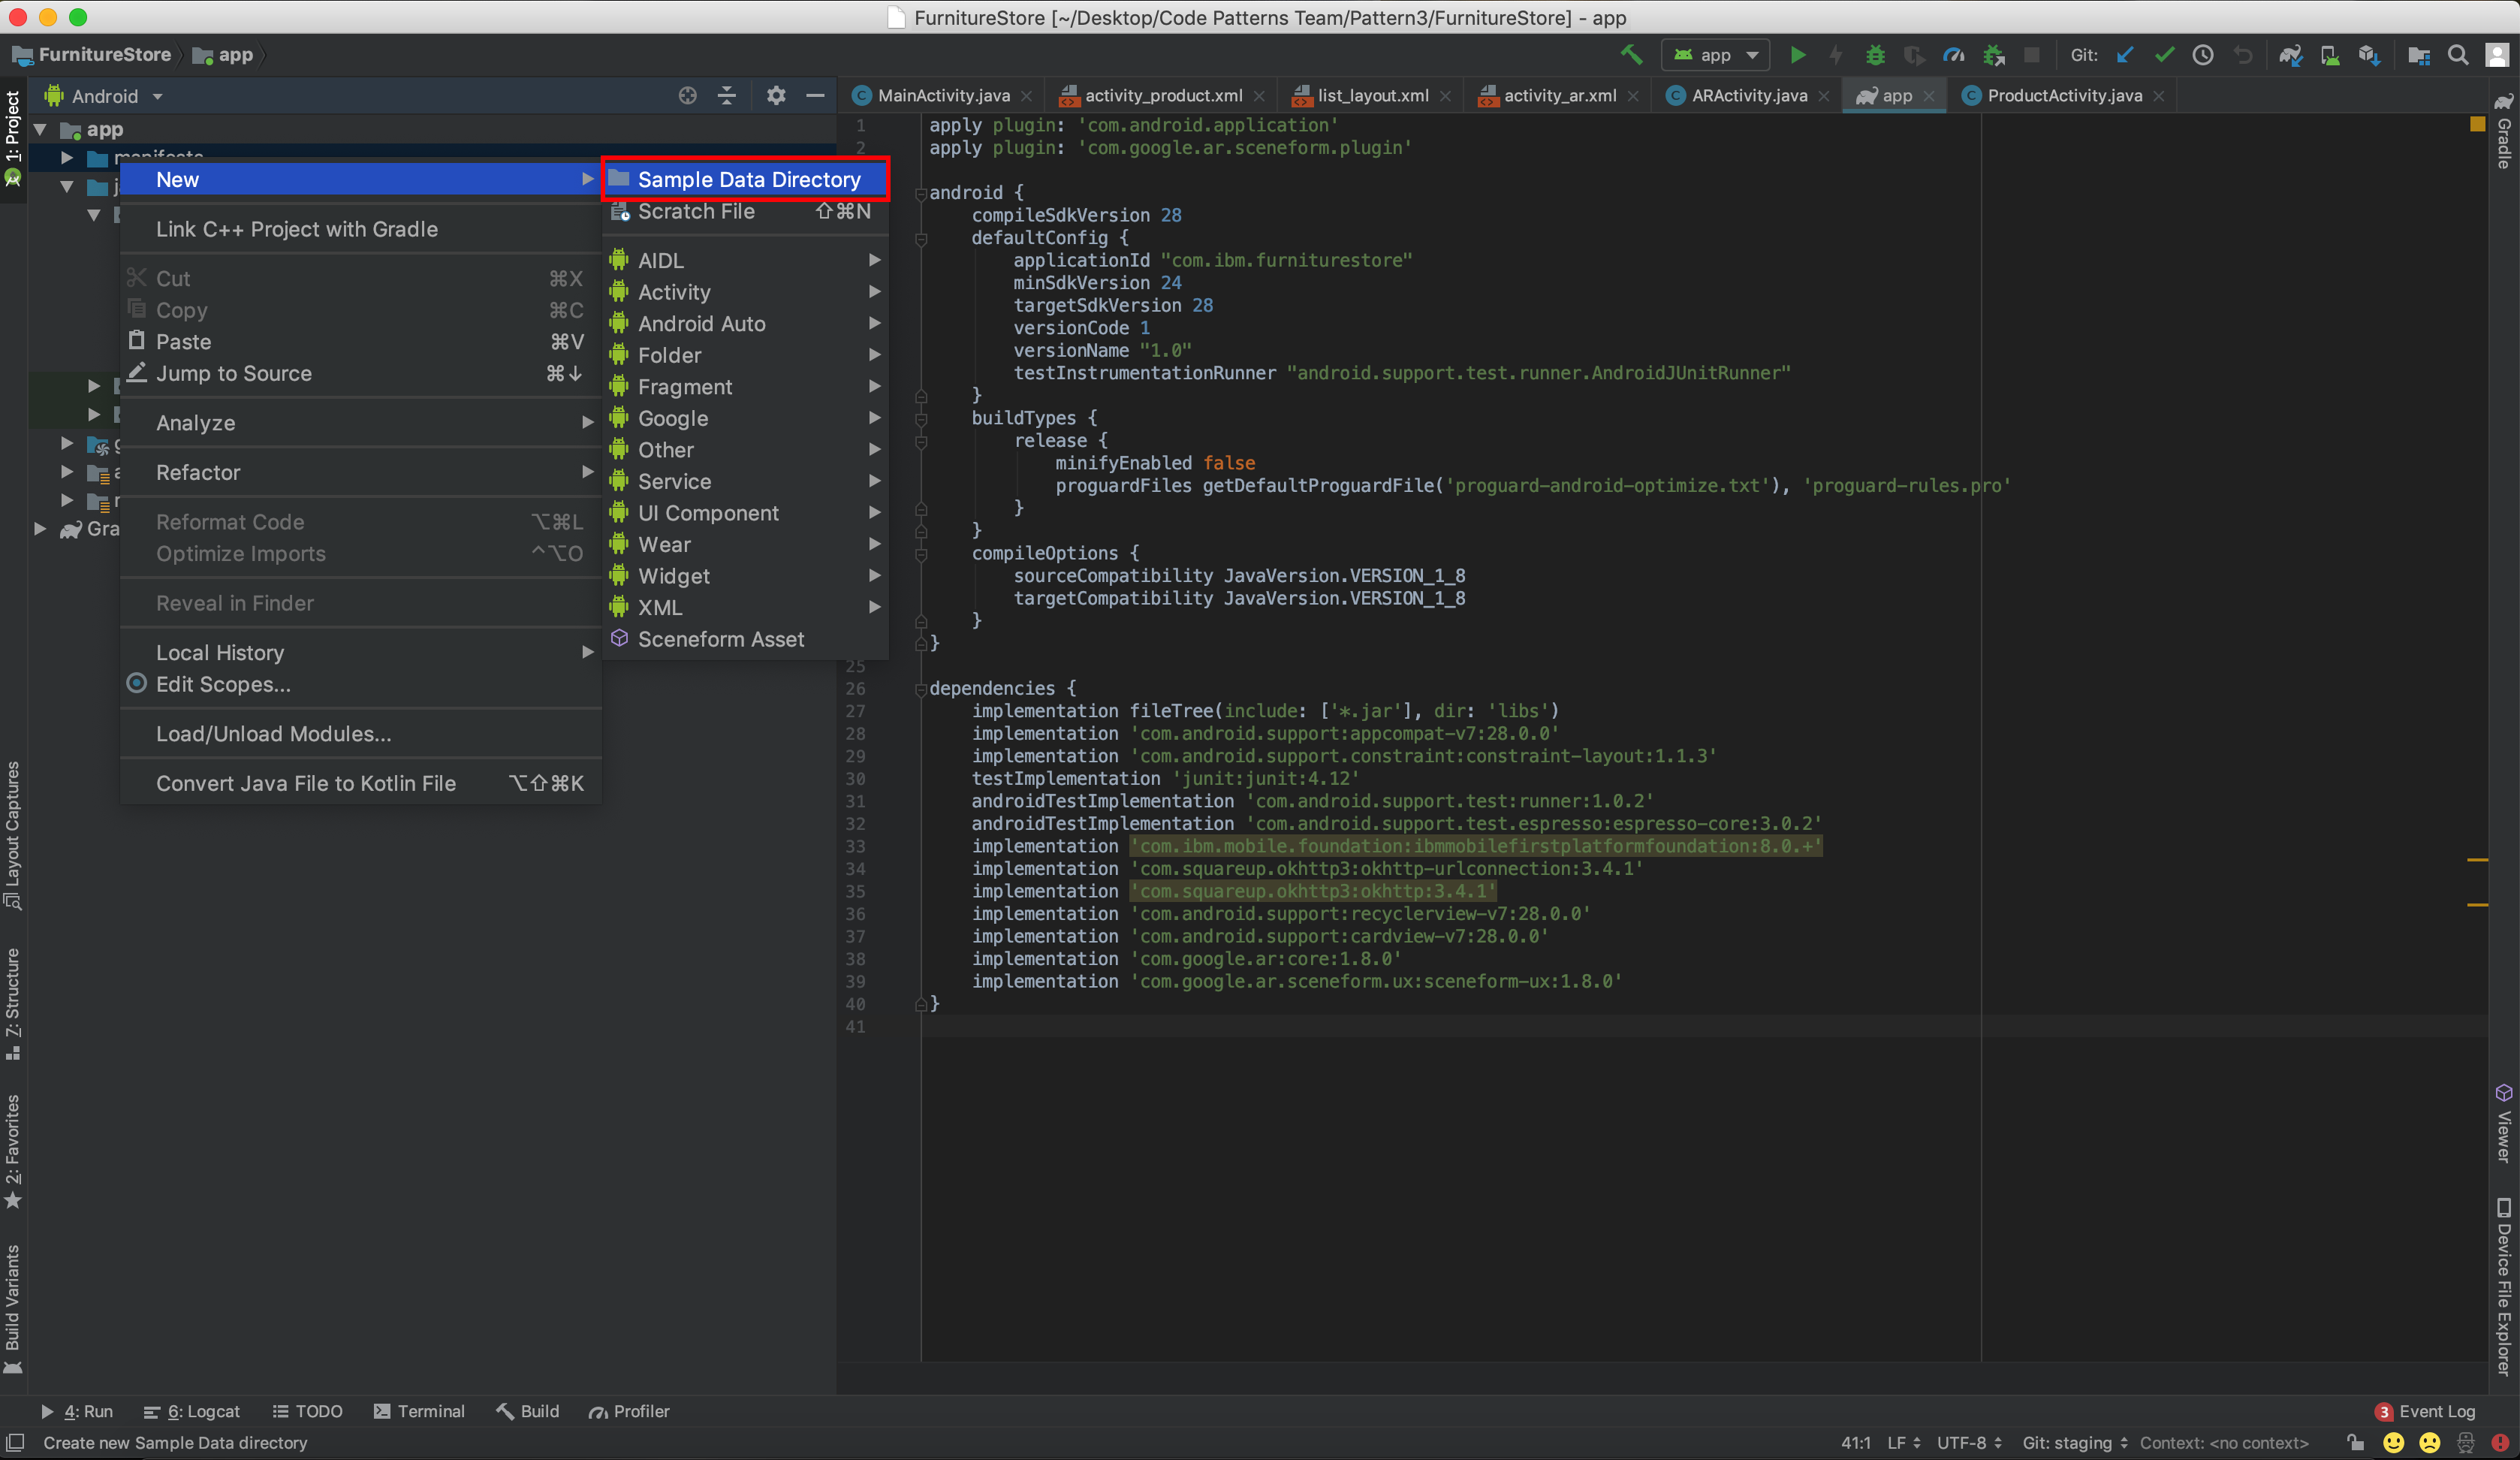 FurnitureStore [~/Desktop/Code Patterns Team/Pattern3/FurnitureStore] - app
FurnitureStore app
app Git:
Android
MainActivity.java activity_product.xml list_layout.xml activity_ar.xml ARActivity.java app ProductActivity.java
1: Project
Layout Captures
Z: Structure
2: Favorites
Build Variants
app
manifests
Gra
New
Link C++ Project with Gradle
Cut ⌘X
Copy ⌘C
Paste ⌘V
Jump to Source ⌘↓
Analyze
Refactor
Reformat Code ⌥⌘L
Optimize Imports ^⌥O
Reveal in Finder
Local History
Edit Scopes...
Load/Unload Modules...
Convert Java File to Kotlin File ⌥⇧⌘K
Sample Data Directory
Scratch File ⇧⌘N
AIDL
Activity
Android Auto
Folder
Fragment
Google
Other
Service
UI Component
Wear
Widget
XML
Sceneform Asset
1 apply plugin: 'com.android.application'
2 apply plugin: 'com.google.ar.sceneform.plugin'
android {
compileSdkVersion 28
defaultConfig {
applicationId "com.ibm.furniturestore"
minSdkVersion 24
targetSdkVersion 28
versionCode 1
versionName "1.0"
testInstrumentationRunner "android.support.test.runner.AndroidJUnitRunner"
}
buildTypes {
release {
minifyEnabled false
proguardFiles getDefaultProguardFile('proguard-android-optimize.txt'), 'proguard-rules.pro'
}
}
compileOptions {
sourceCompatibility JavaVersion.VERSION_1_8
targetCompatibility JavaVersion.VERSION_1_8
}
}
25
26 dependencies {
27 implementation fileTree(include: ['*.jar'], dir: 'libs')
28 implementation 'com.android.support:appcompat-v7:28.0.0'
29 implementation 'com.android.support.constraint:constraint-layout:1.1.3'
30 testImplementation 'junit:junit:4.12'
31 androidTestImplementation 'com.android.support.test:runner:1.0.2'
32 androidTestImplementation 'com.android.support.test.espresso:espresso-core:3.0.2'
33 implementation 'com.ibm.mobile.foundation:ibmmobilefirstplatformfoundation:8.0.+'
34 implementation 'com.squareup.okhttp3:okhttp-urlconnection:3.4.1'
35 implementation 'com.squareup.okhttp3:okhttp:3.4.1'
36 implementation 'com.android.support:recyclerview-v7:28.0.0'
37 implementation 'com.android.support:cardview-v7:28.0.0'
38 implementation 'com.google.ar:core:1.8.0'
39 implementation 'com.google.ar.sceneform.ux:sceneform-ux:1.8.0'
40 }
41
Gradle
Viewer
Device File Explorer
4: Run 6: Logcat TODO Terminal Build Profiler 3 Event Log
Create new Sample Data directory 41:1 LF UTF-8 Git: staging Context: <no context>